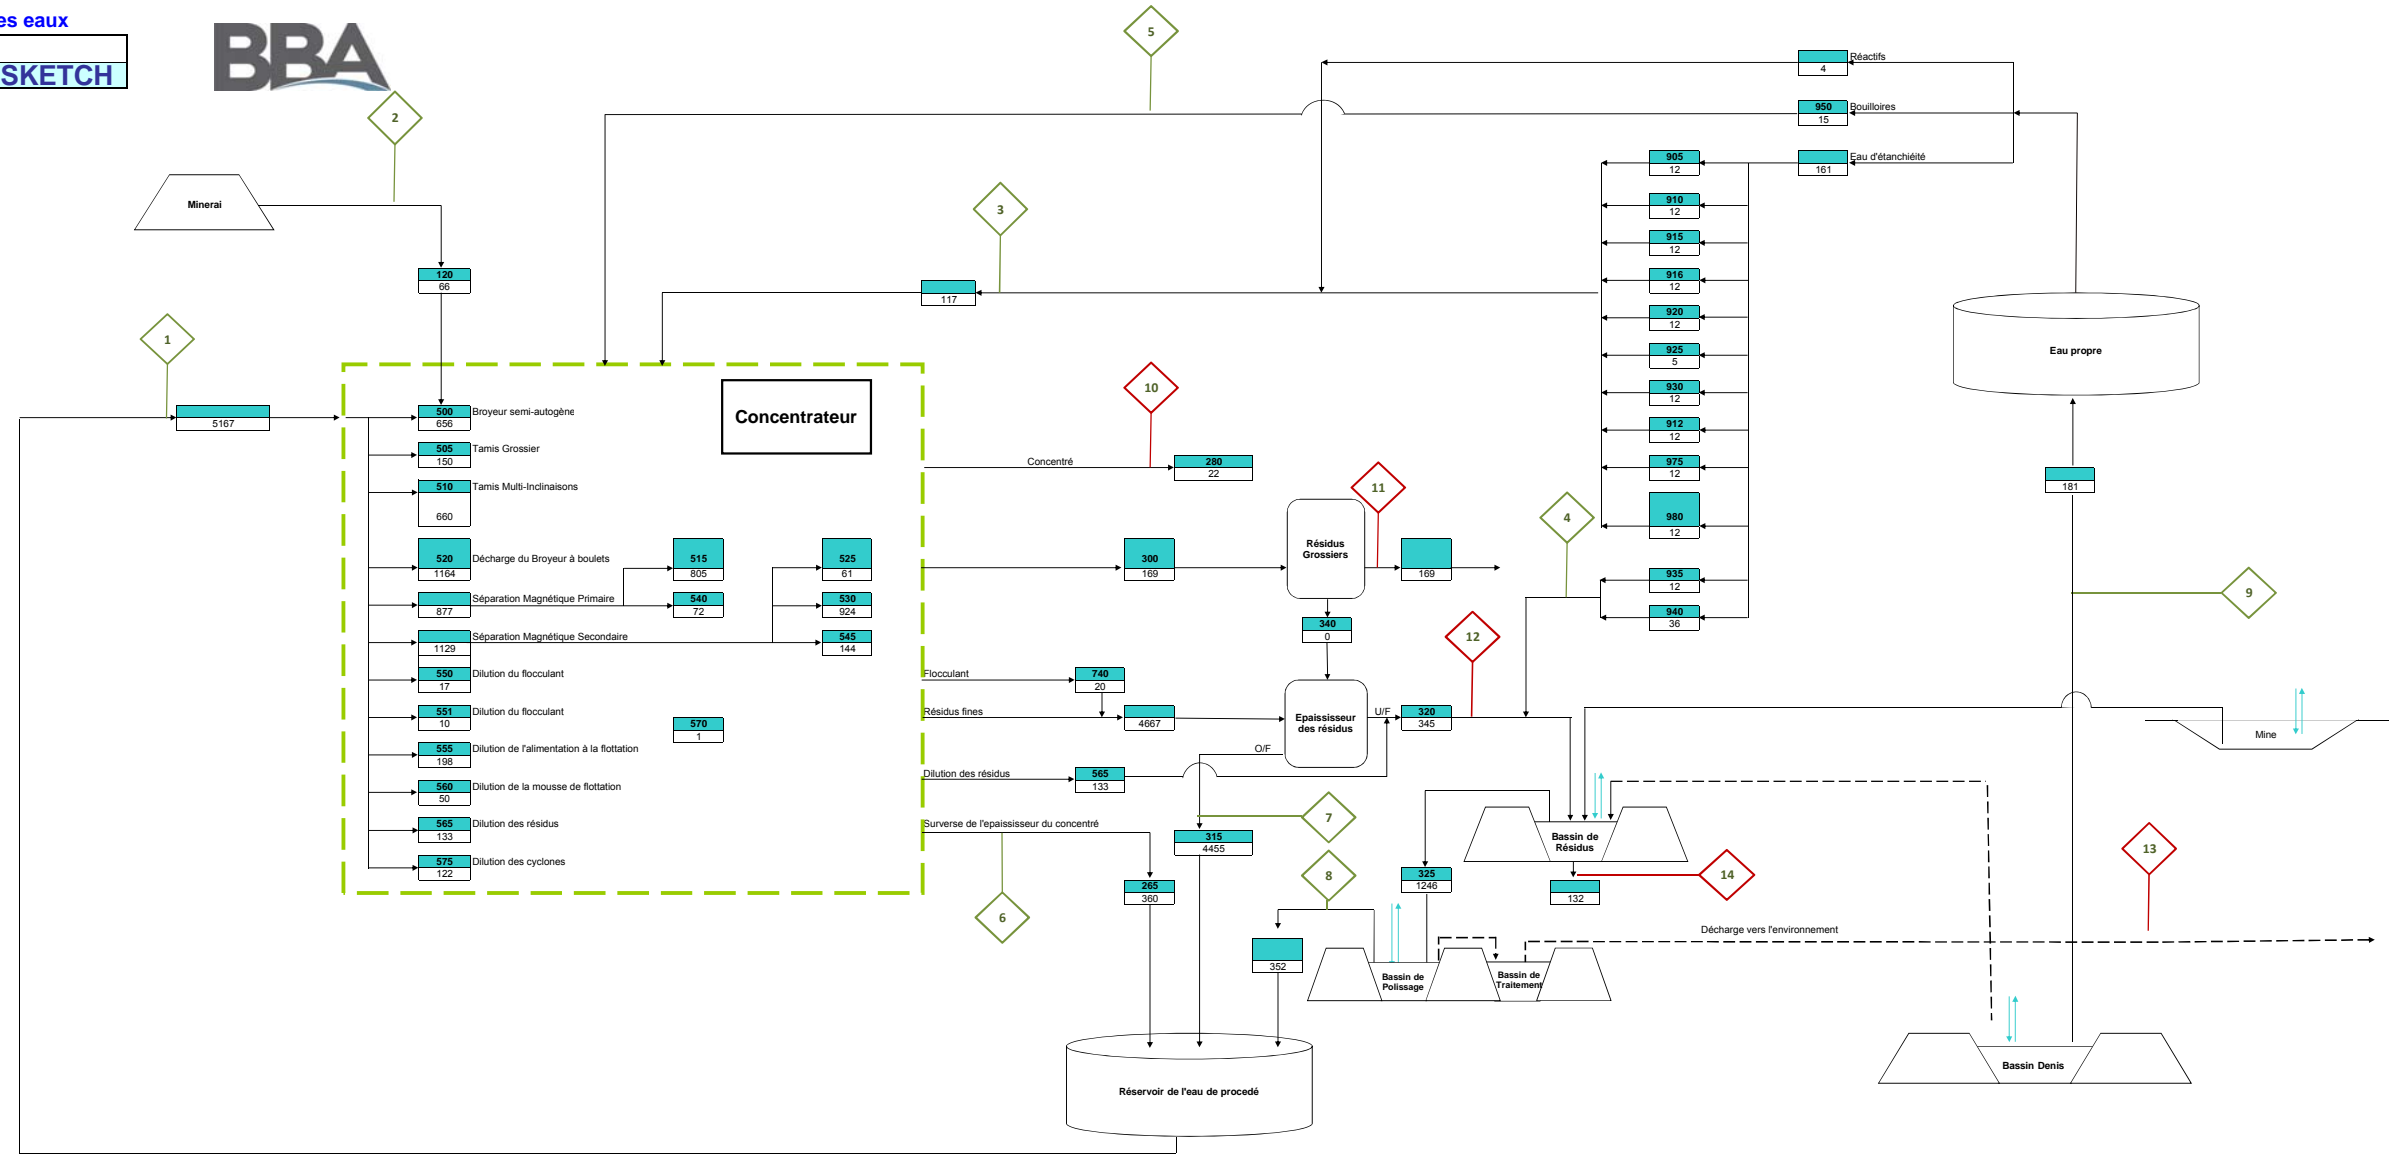 es eaux
SKETCH
BBA
5
Réactifs
4
2
950
Bouilloires
15
905
Eau d'étanchiéité
12
161
Minerai
3
910
12
915
12
120
66
916
12
117
920
12
1
925
5
Eau propre
930
12
10
Concentrateur
500
Broyeur semi-autogène
656
5167
912
12
505
Tamis Grossier
150
Concentré
280
22
975
12
181
510
Tamis Multi-Inclinaisons
660
11
4
980
12
520
Décharge du Broyeur à boulets
1164
515
805
525
61
300
169
Résidus
Grossiers
169
935
12
9
Séparation Magnétique Primaire
877
540
72
530
924
940
36
340
0
12
Séparation Magnétique Secondaire
1129
545
144
550
Dilution du flocculant
17
Flocculant
740
20
551
Dilution du flocculant
10
570
1
Résidus fines
4667
Epaississeur
des résidus
U/F
320
345
O/F
Mine
555
Dilution de l'alimentation à la flottation
198
Dilution des résidus
565
133
560
Dilution de la mousse de flottation
50
7
565
Dilution des résidus
133
Surverse de l'epaississeur du concentré
315
4455
Bassin de
Résidus
13
575
Dilution des cyclones
122
8
325
1246
14
265
360
132
6
Décharge vers l'environnement
352
Bassin de
Polissage
Bassin de
Traitement
Bassin Denis
Réservoir de l'eau de procedé